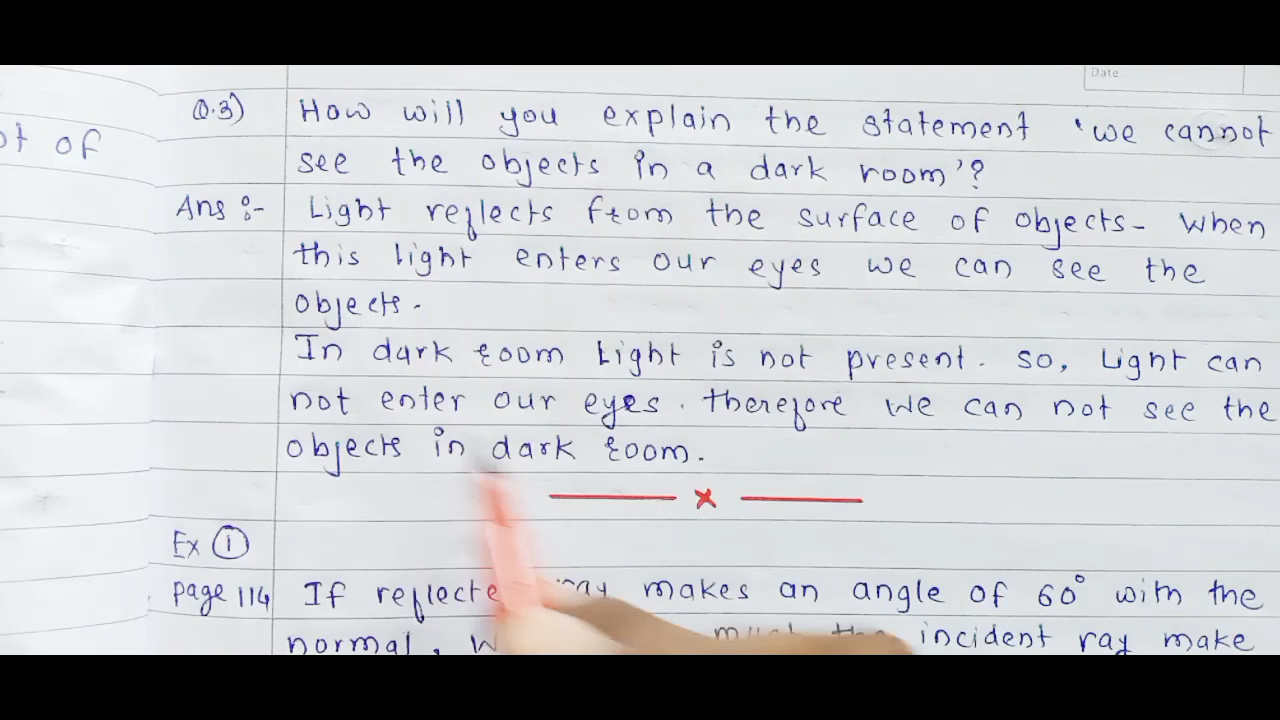 Date.
ot of
Q.3) How will you explain the statement 'we cannot
see the objects in a dark room'?
Ans :- Light reflects from the surface of objects. When
this light enters our eyes we can see the
objects.
In dark room Light is not present. So, Light can
not enter our eyes. therefore we can not see the
objects in dark room.
x
Ex 1
page 114 If reflected ray makes an angle of 60° with the
normal, must the incident ray make